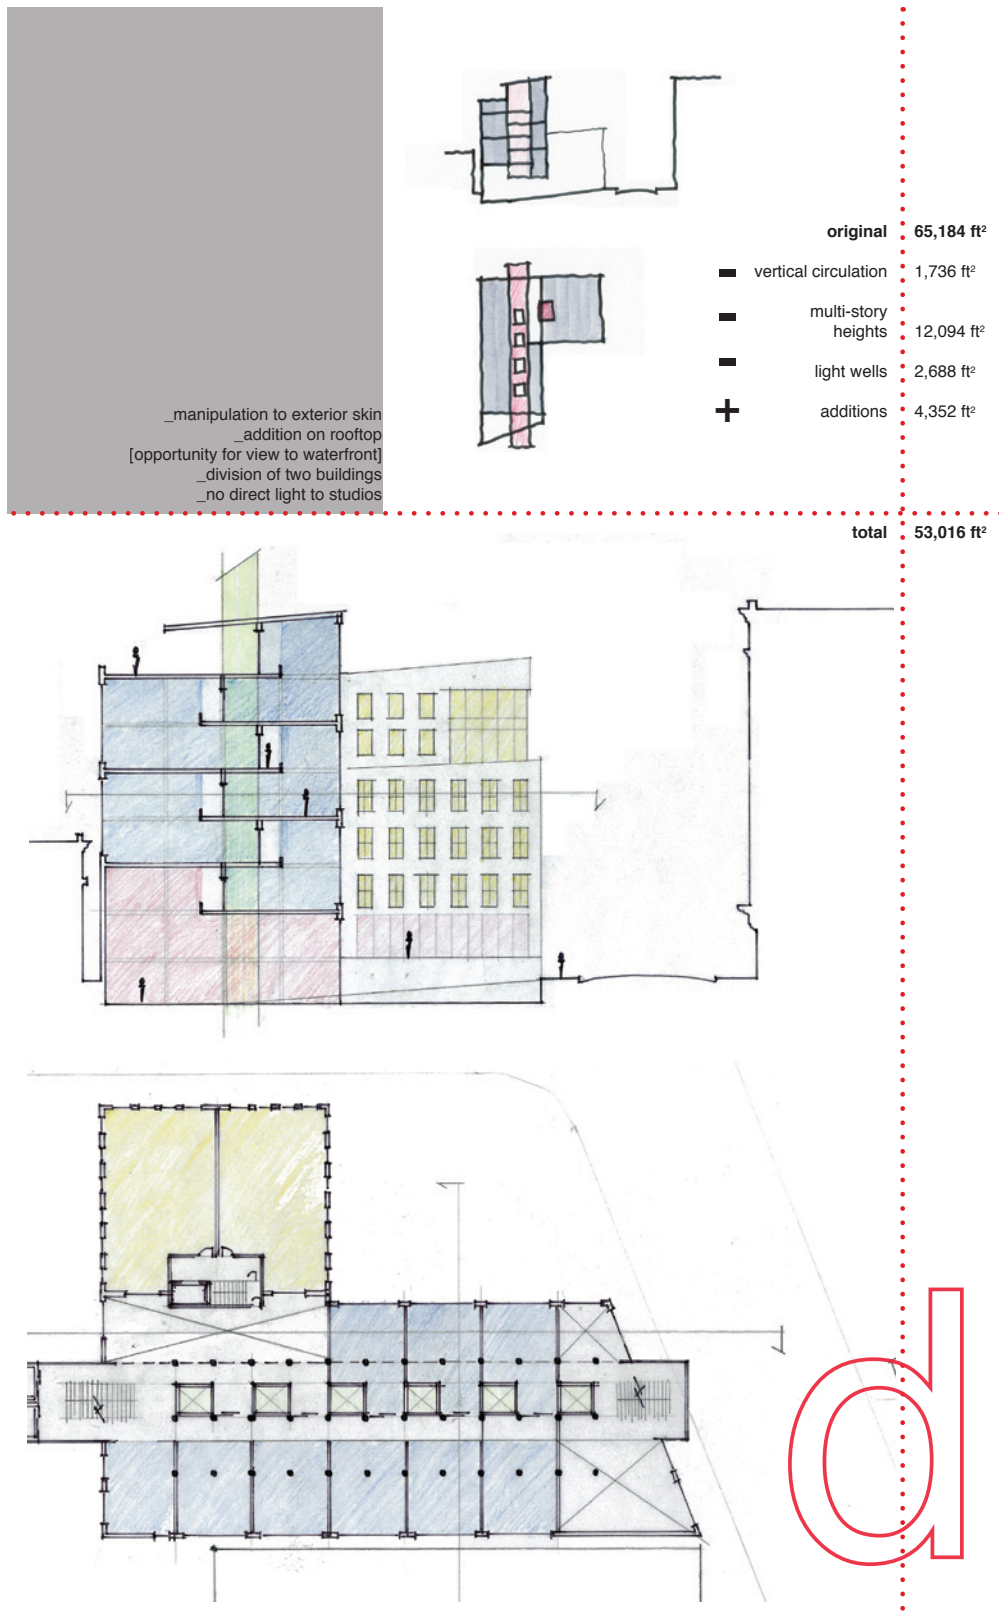 original 65,184 ft²
- vertical circulation 1,736 ft²
- multi-story
heights 12,094 ft²
- light wells 2,688 ft²
+ additions 4,352 ft²
_manipulation to exterior skin
_addition on rooftop
[opportunity for view to waterfront]
_division of two buildings
_no direct light to studios
total 53,016 ft²
d